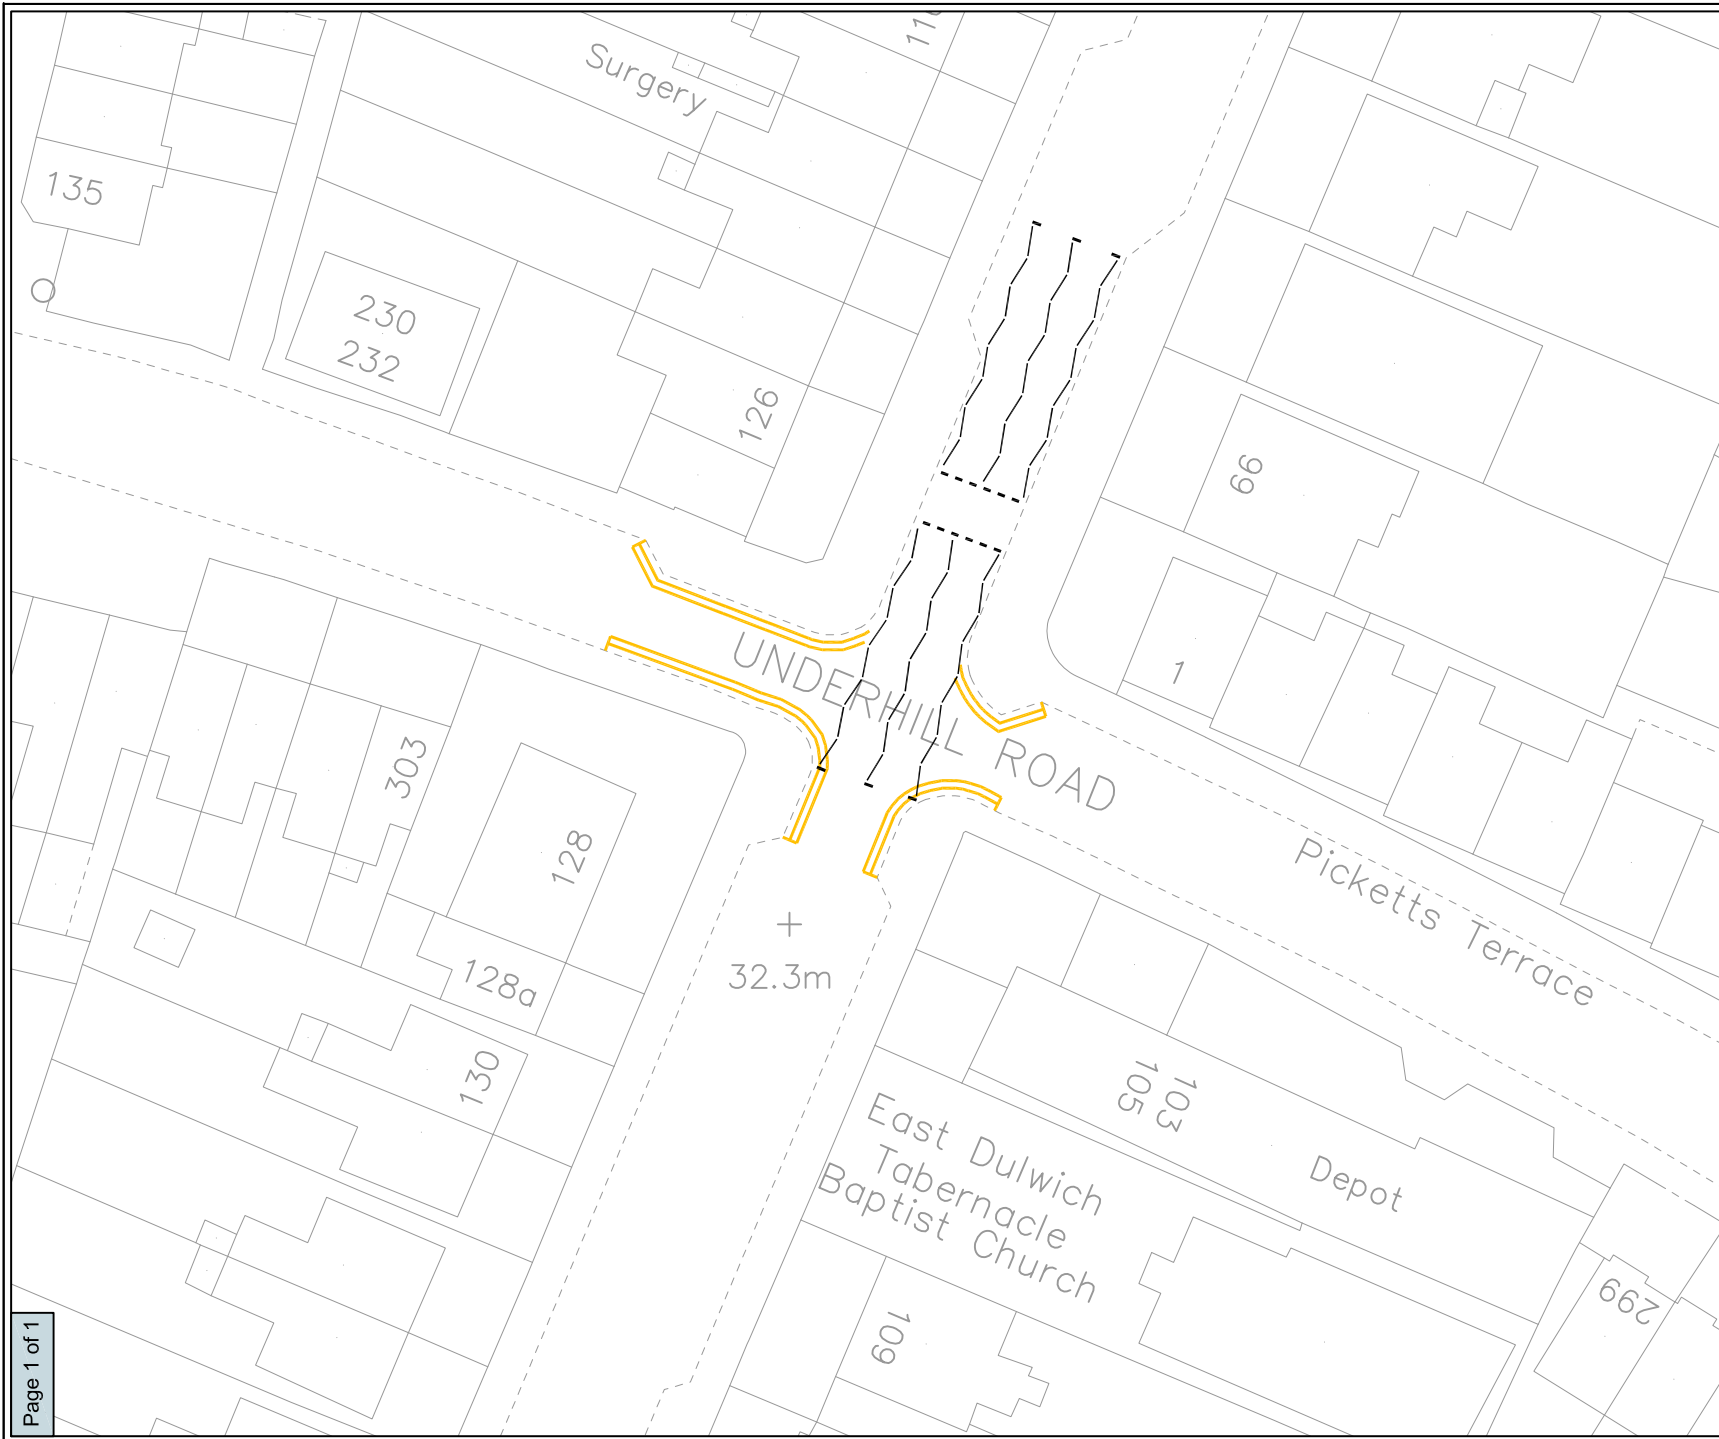 Surgery
135
230
232
126
66
1
UNDERHILL ROAD
303
128
128a
130
32.3m
Picketts Terrace
103
105
East Dulwich
Tabernacle
Baptist Church
Depot
299
109
Page 1 of 1